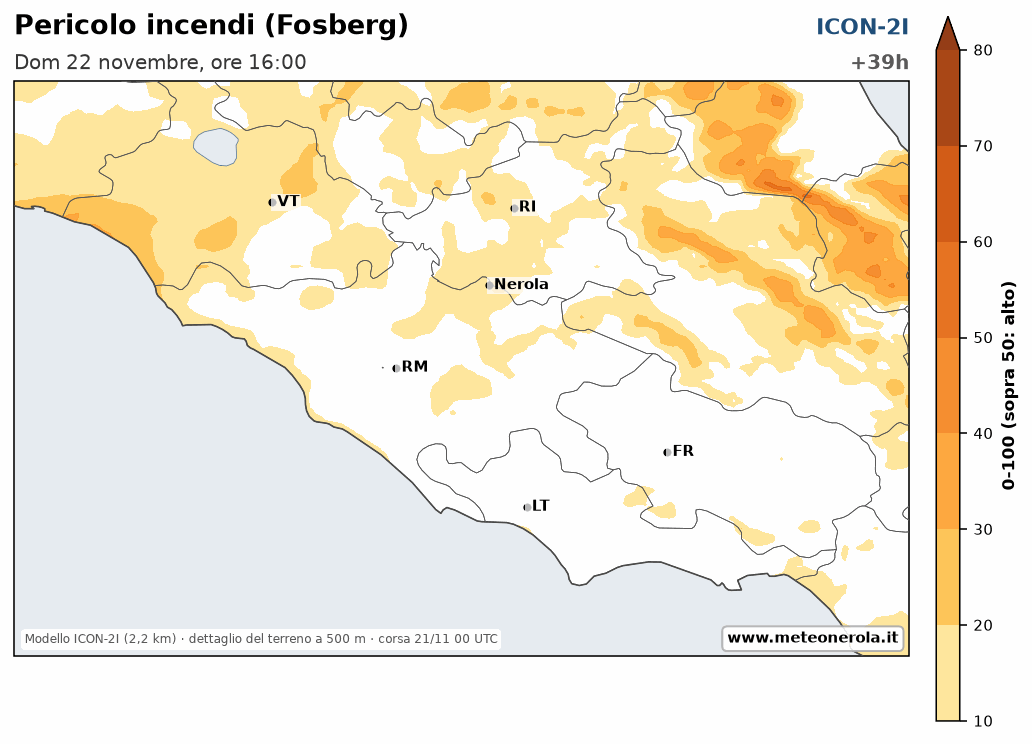 Pericolo incendi (Fosberg)
ICON-2I
Dom 22 novembre, ore 16:00
+39h
VT
RI
Nerola
RM
FR
LT
Modello ICON-2I (2,2 km) · dettaglio del terreno a 500 m · corsa 21/11 00 UTC
www.meteonerola.it
80
70
60
50
40
30
20
10
0-100 (sopra 50: alto)